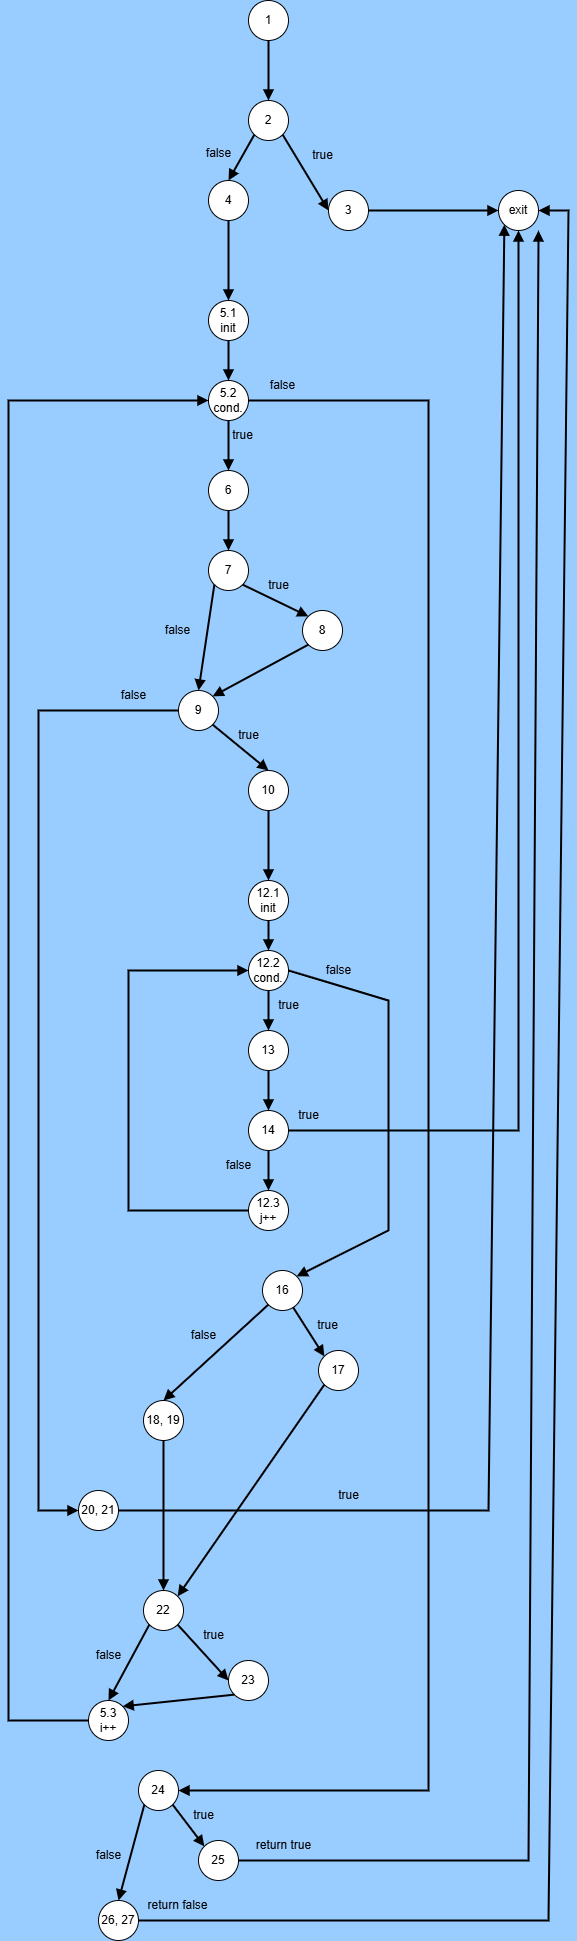 1
2
false
true
4
3
exit
5.1
init
5.2
cond.
false
true
6
7
true
false
8
false
9
true
10
12.1
init
12.2
cond.
false
true
13
14
true
false
12.3
j++
16
false
true
17
18, 19
true
20, 21
22
true
false
23
5.3
i++
24
true
return true
false
25
return false
26, 27